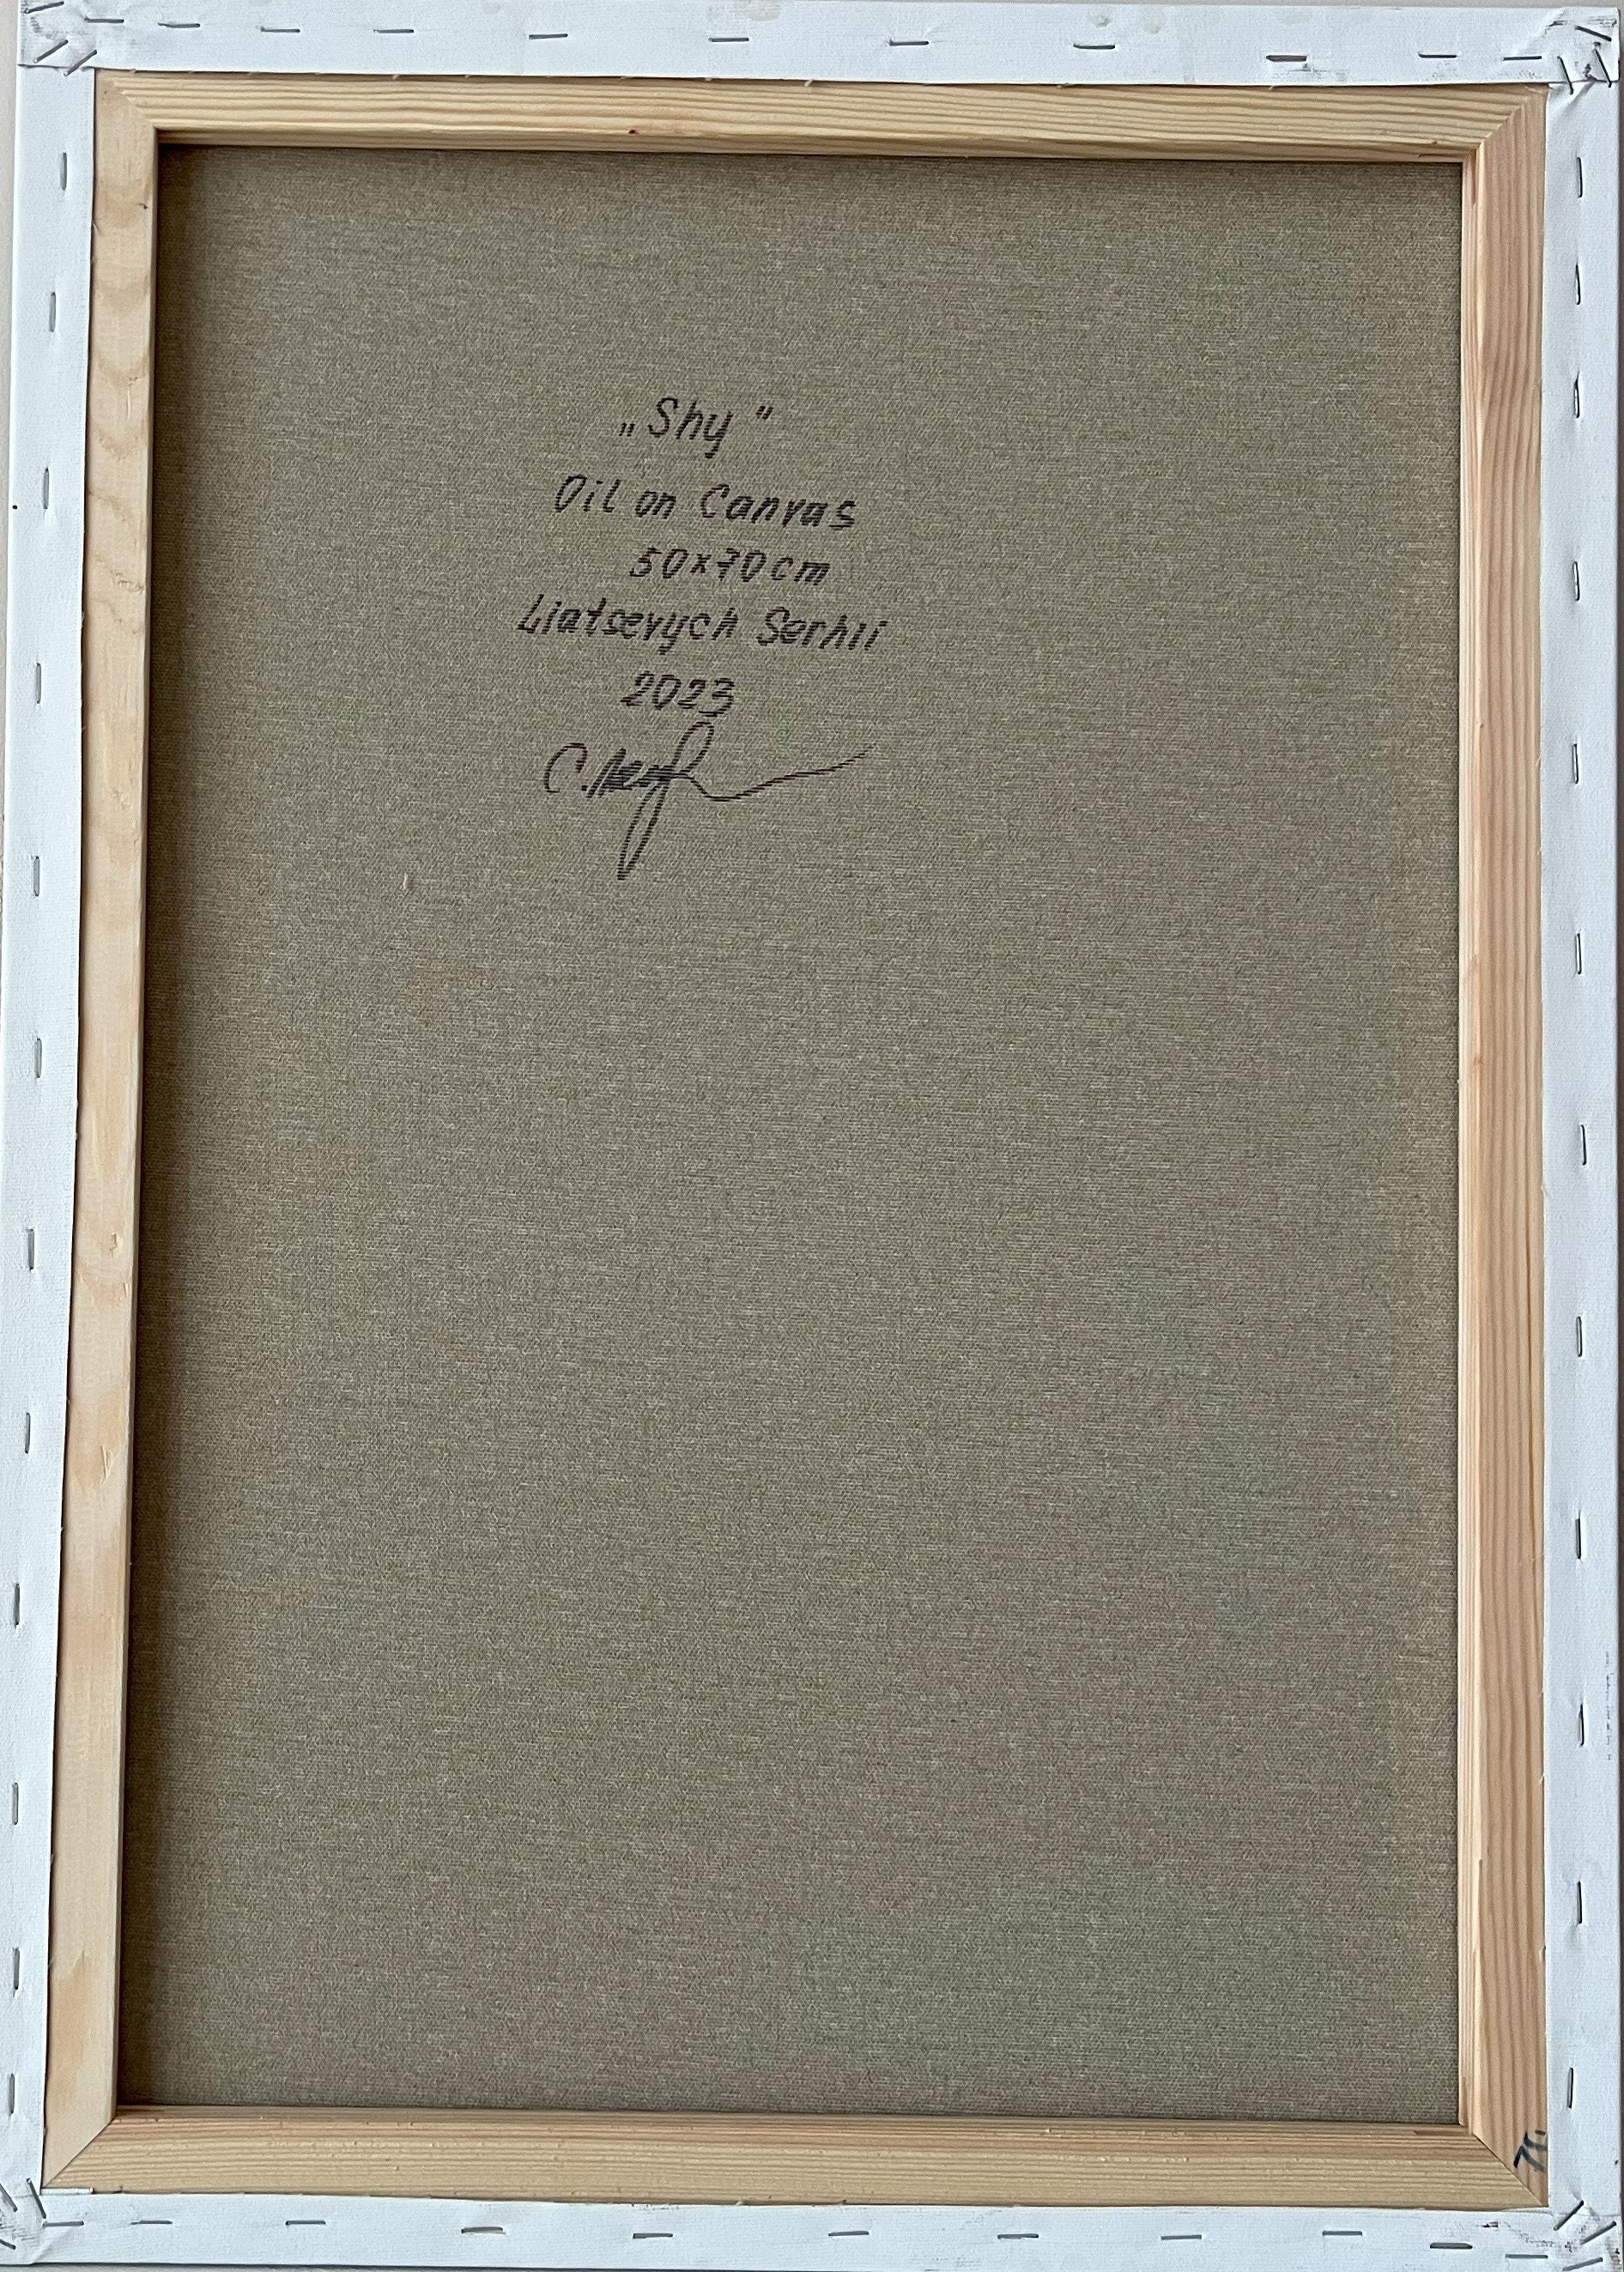 „Shy"
Oil on Canvas
50x70cm
Liatsevych Serhii
2023